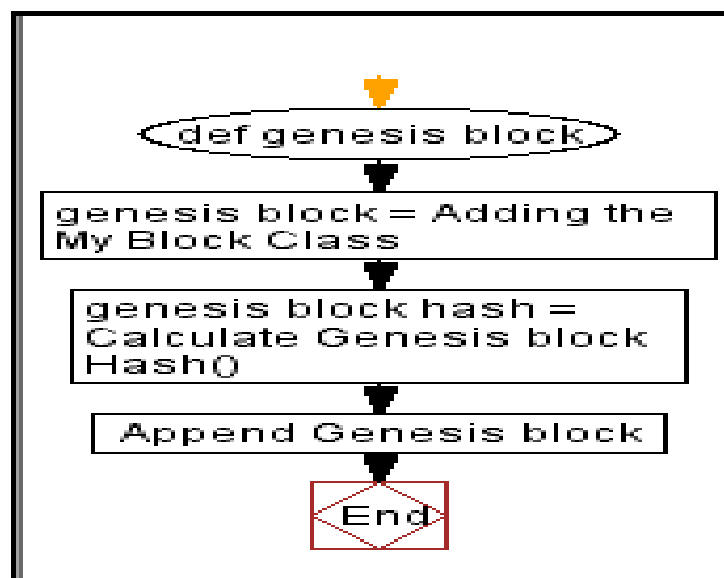 def genesis block
genesis block = Adding the
My Block Class
genesis block hash =
Calculate Genesis block
Hash()
Append Genesis block
End